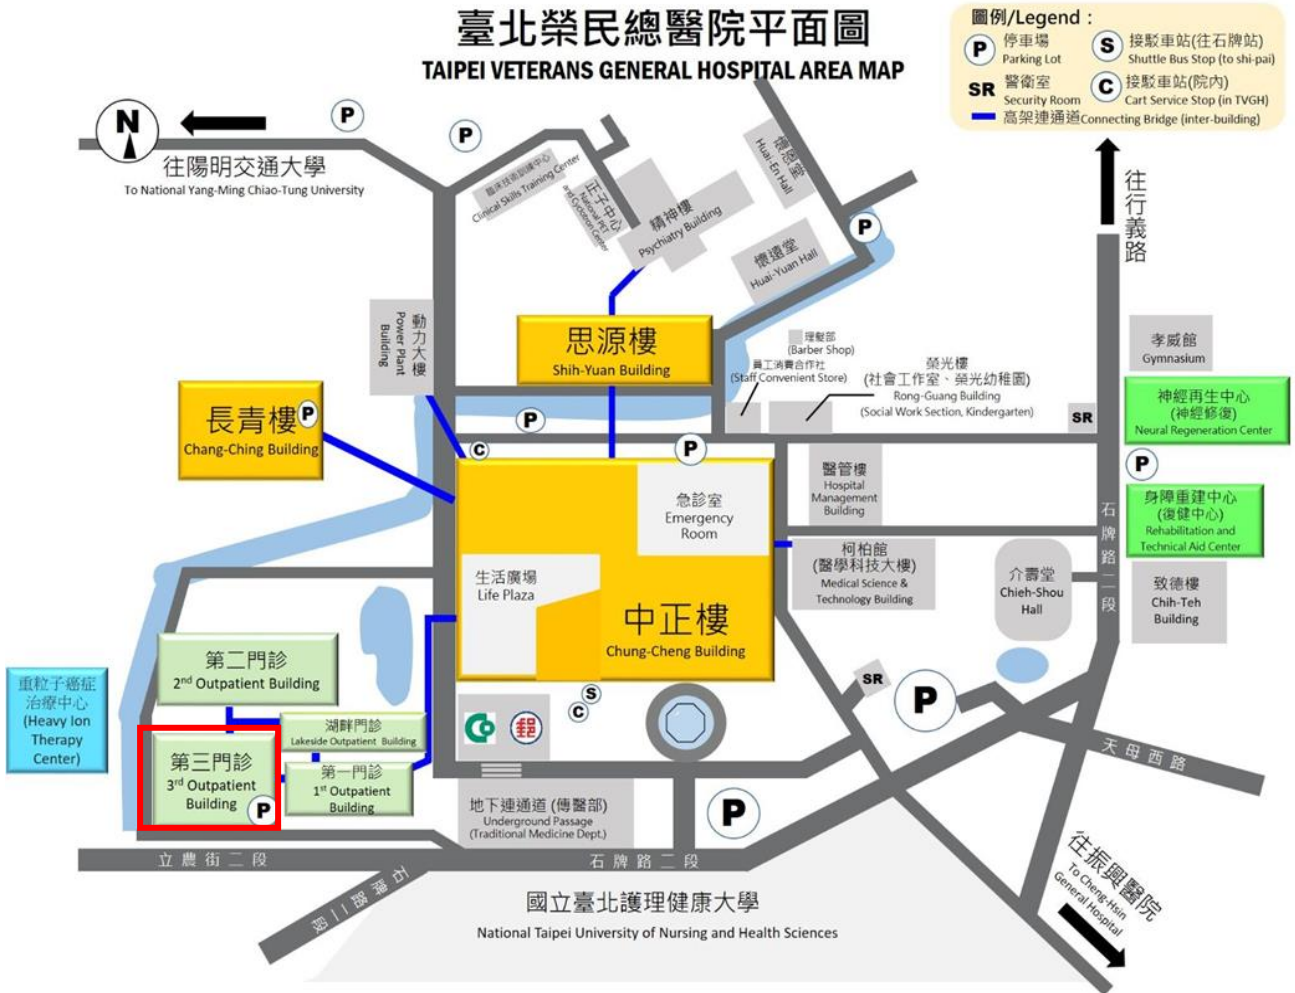 臺北榮民總醫院平面圖
TAIPEI VETERANS GENERAL HOSPITAL AREA MAP
圖例/Legend :
P
停車場
Parking Lot
S
接駁車站(往石牌站)
Shuttle Bus Stop (to shi-pai)
SR
警衛室
Security Room
C
接駁車站(院內)
Cart Service Stop (in TVGH)
高架連通道Connecting Bridge (inter-building)
N
往陽明交通大學
To National Yang-Ming Chiao-Tung University
P
P
臨床技術訓練中心
Clinical Skills Training Center
正子中心
National PET
and Cyclotron Center
精神樓
Psychiatry Building
懷恩堂
Huai-En Hall
懷遠堂
Huai-Yuan Hall
P
往行義路
動力大樓
Power Plant
Building
思源樓
Shih-Yuan Building
理髮部
(Barber Shop)
員工消費合作社
(Staff Convenient Store)
榮光樓
(社會工作室、榮光幼稚園)
Rong-Guang Building
(Social Work Section, Kindergarten)
孝威館
Gymnasium
神經再生中心
(神經修復)
Neural Regeneration Center
SR
長青樓
P
Chang-Ching Building
P
C
P
P
急診室
Emergency
Room
醫管樓
Hospital
Management
Building
身障重建中心
(復健中心)
Rehabilitation and
Technical Aid Center
石牌路二段
生活廣場
Life Plaza
中正樓
Chung-Cheng Building
柯柏館
(醫學科技大樓)
Medical Science &
Technology Building
介壽堂
Chieh-Shou
Hall
致德樓
Chih-Teh
Building
第二門診
2nd Outpatient Building
重粒子癌症
治療中心
(Heavy Ion
Therapy
Center)
湖畔門診
Lakeside Outpatient Building
第三門診
3rd Outpatient
Building
P
第一門診
1st Outpatient
Building
S
C
郵
SR
P
天母西路
地下連通道 (傳醫部)
Underground Passage
(Traditional Medicine Dept.)
P
立農街二段
石牌路二段
石牌路二段
往振興醫院
To Cheng-Hsin
General Hospital
國立臺北護理健康大學
National Taipei University of Nursing and Health Sciences